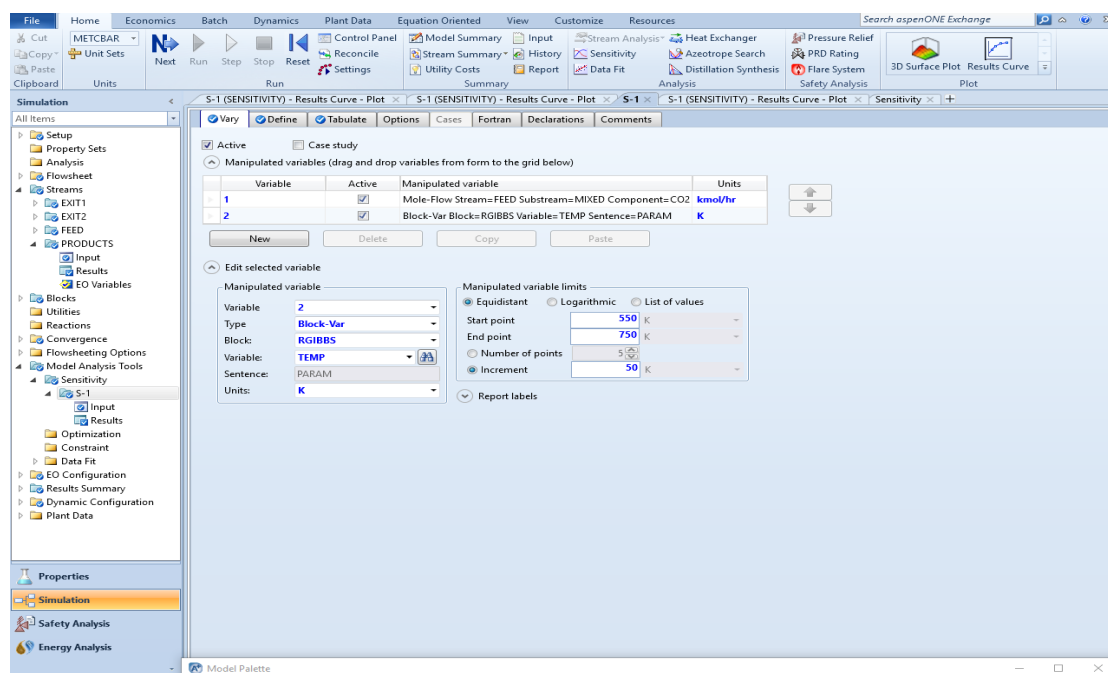 File Home Economics Batch Dynamics Plant Data Equation Oriented View Customize Resources Search aspenONE Exchange
Cut METCBAR Control Panel Model Summary Input Stream Analysis Heat Exchanger Pressure Relief
Copy Unit Sets Next Run Step Stop Reset Reconcile Stream Summary History Sensitivity Azeotrope Search PRD Rating
Paste Settings Utility Costs Report Data Fit Distillation Synthesis Flare System 3D Surface Plot Results Curve
Clipboard Units Run Summary Analysis Safety Analysis Plot
Simulation < S-1 (SENSITIVITY) - Results Curve - Plot × S-1 (SENSITIVITY) - Results Curve - Plot × S-1 × S-1 (SENSITIVITY) - Results Curve - Plot × Sensitivity × +
All Items
Vary Define Tabulate Options Cases Fortran Declarations Comments
Setup
Property Sets
Analysis
Flowsheet
Streams
EXIT1
EXIT2
FEED
PRODUCTS
Input
Results
EO Variables
Blocks
Utilities
Reactions
Convergence
Flowsheeting Options
Model Analysis Tools
Sensitivity
S-1
Input
Results
Optimization
Constraint
Data Fit
EO Configuration
Results Summary
Dynamic Configuration
Plant Data
Properties
Simulation
Safety Analysis
Energy Analysis
Active Case study
Manipulated variables (drag and drop variables from form to the grid below)
Variable Active Manipulated variable Units
1 Mole-Flow Stream=FEED Substream=MIXED Component=CO2 kmol/hr
2 Block-Var Block=RGIBBS Variable=TEMP Sentence=PARAM K
New Delete Copy Paste
Edit selected variable
Manipulated variable
Variable 2
Type Block-Var
Block: RGIBBS
Variable: TEMP
Sentence: PARAM
Units: K
Manipulated variable limits
Equidistant Logarithmic List of values
Start point 550 K
End point 750 K
Number of points 5
Increment 50 K
Report labels
Model Palette